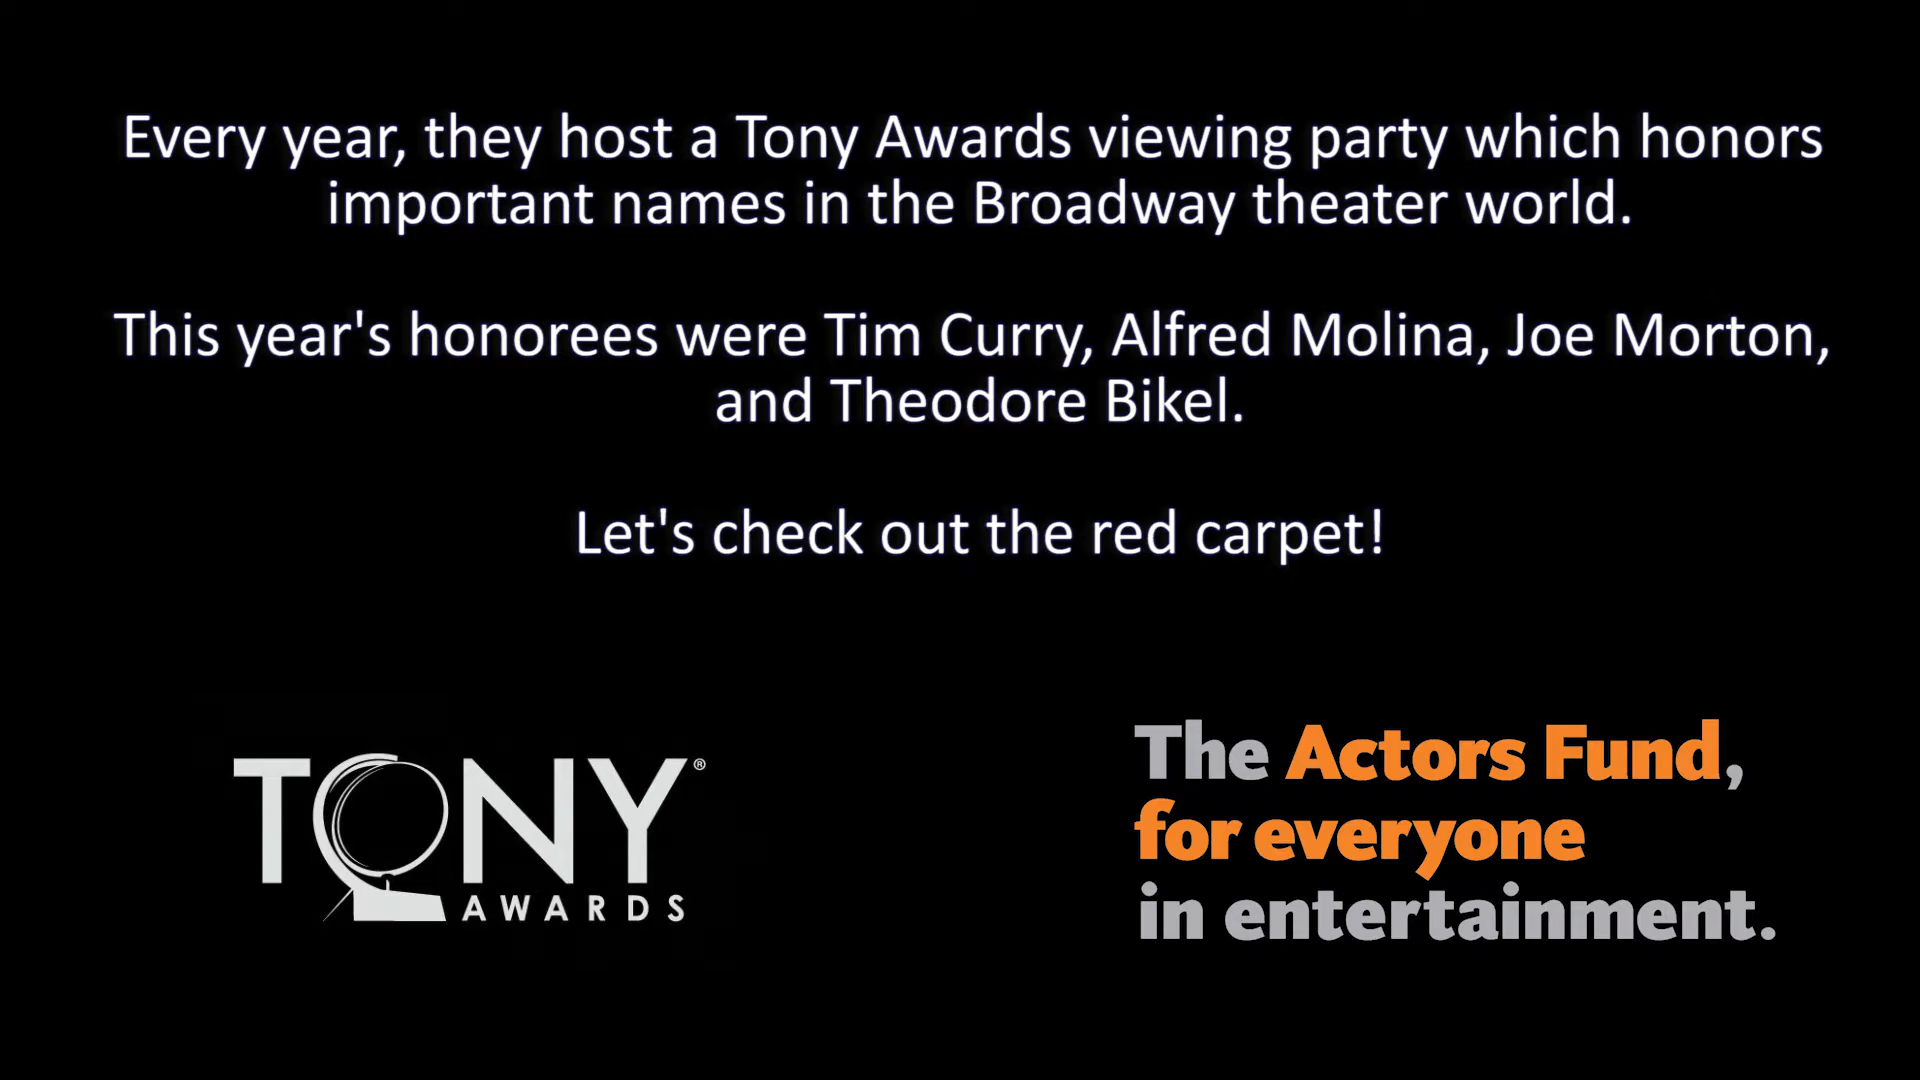 Every year, they host a Tony Awards viewing party which honors
important names in the Broadway theater world.
This year's honorees were Tim Curry, Alfred Molina, Joe Morton,
and Theodore Bikel.
Let's check out the red carpet!
TONY®
AWARDS
The Actors Fund,
for everyone
in entertainment.